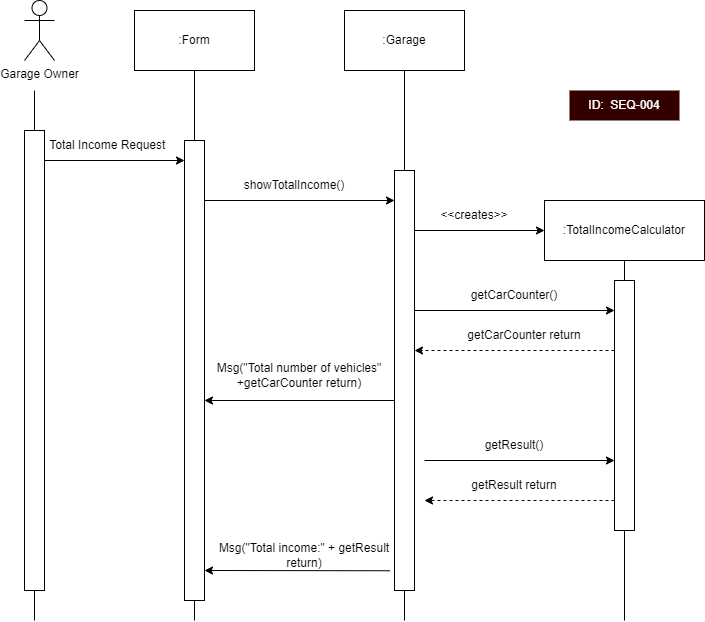 :Form
:Garage
Garage Owner
ID:  SEQ-004
Total Income Request
showTotalIncome()
<<creates>>
:TotalIncomeCalculator
getCarCounter()
getCarCounter return
Msg("Total number of vehicles"
+getCarCounter return)
getResult()
getResult return
Msg("Total income:" + getResult
return)